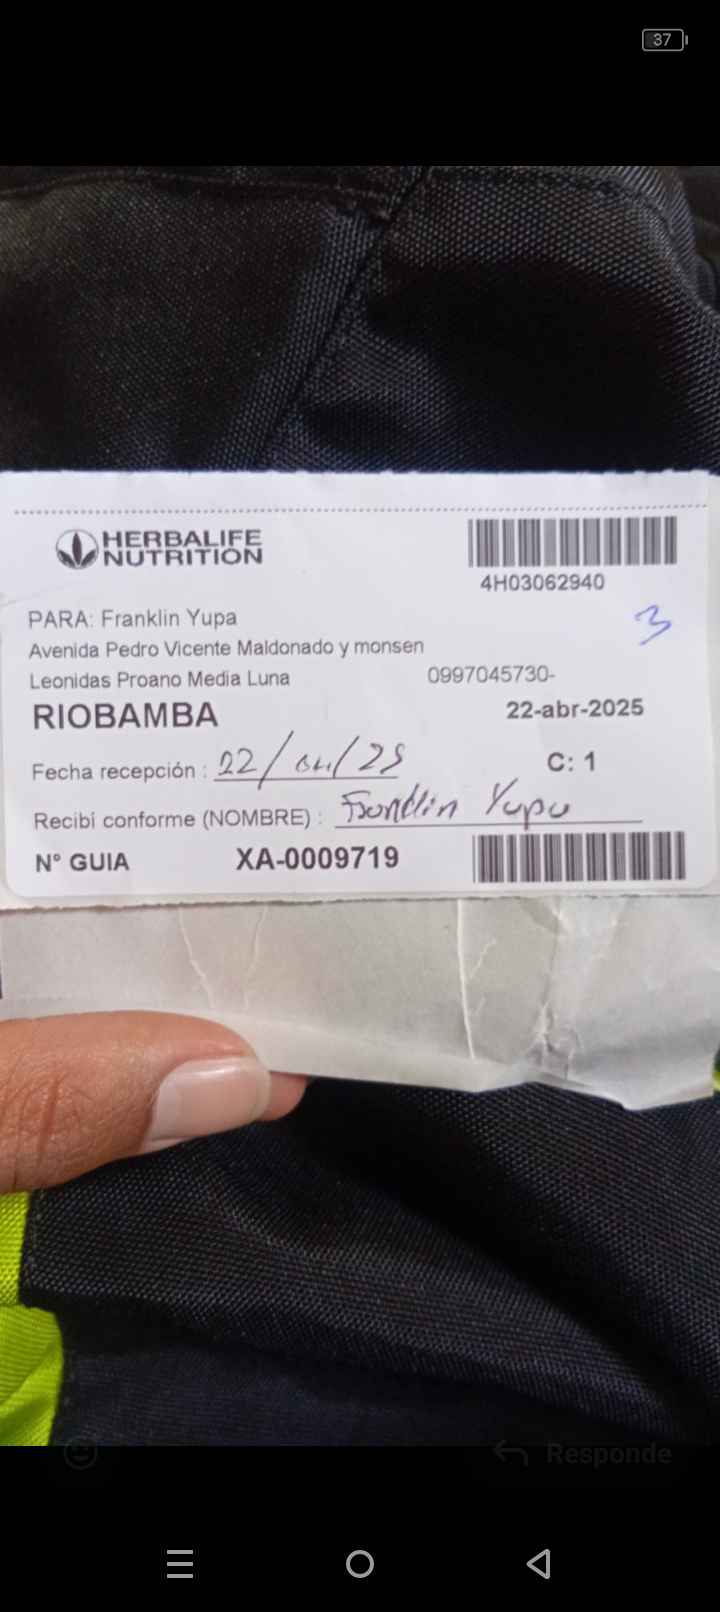 37
HERBALIFE
NUTRITION
4H03062940
3
PARA: Franklin Yupa
Avenida Pedro Vicente Maldonado y monsen
Leonidas Proano Media Luna
0997045730-
RIOBAMBA
22-abr-2025
Fecha recepción : 22/04/25
C: 1
Recibí conforme (NOMBRE) : Franklin Yupa
N° GUIA XA-0009719
Responde